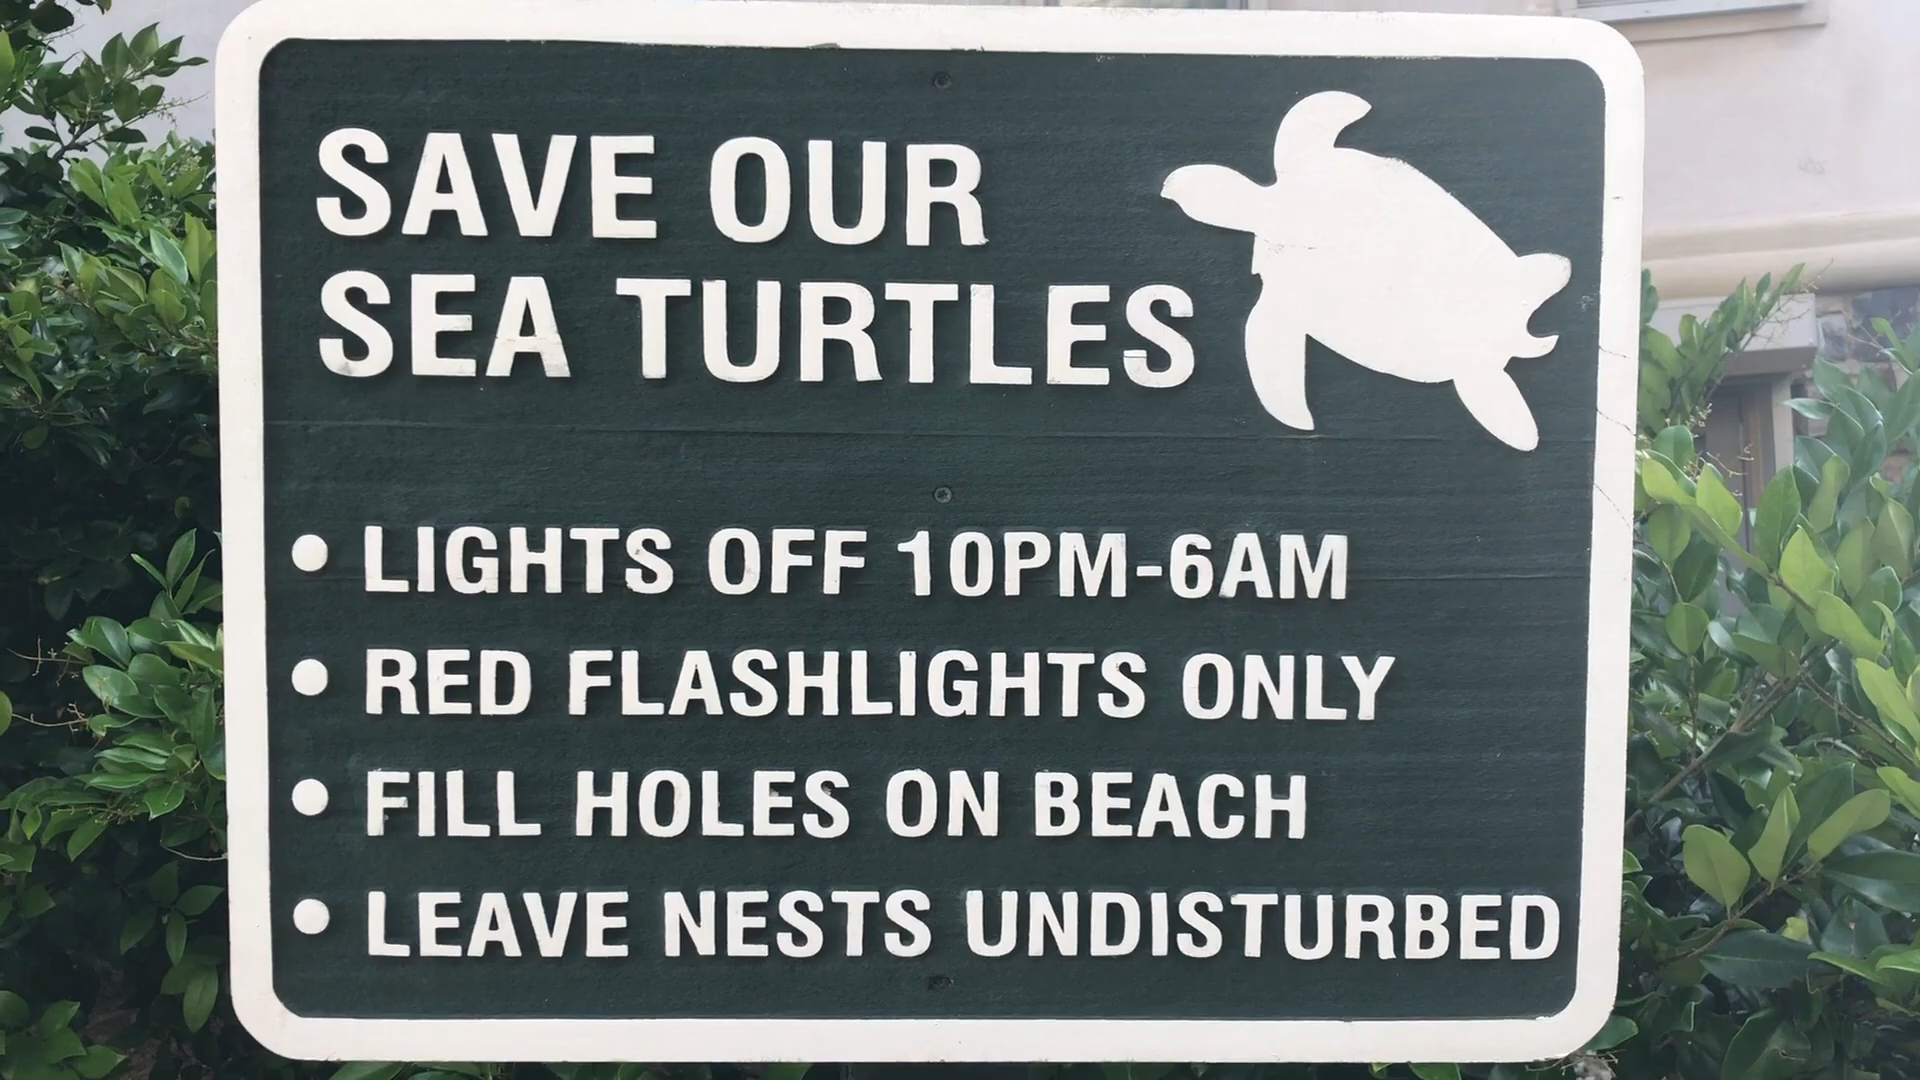 SAVE OUR
SEA TURTLES
• LIGHTS OFF 10PM-6AM
• RED FLASHLIGHTS ONLY
• FILL HOLES ON BEACH
• LEAVE NESTS UNDISTURBED